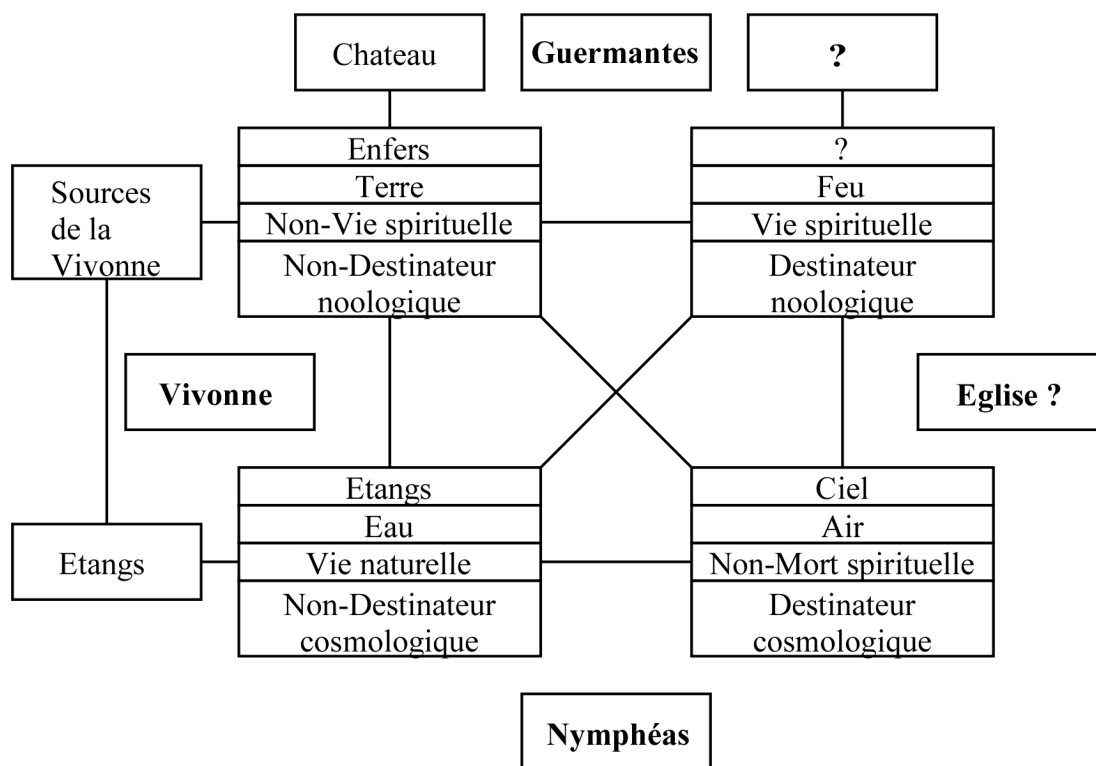 Chateau
Guermantes
?
Enfers
Terre
Non-Vie spirituelle
Non-Destinateur
noologique
?
Feu
Vie spirituelle
Destinateur
noologique
Sources
de la
Vivonne
Vivonne
Eglise ?
Etangs
Etangs
Eau
Vie naturelle
Non-Destinateur
cosmologique
Ciel
Air
Non-Mort spirituelle
Destinateur
cosmologique
Nymphéas